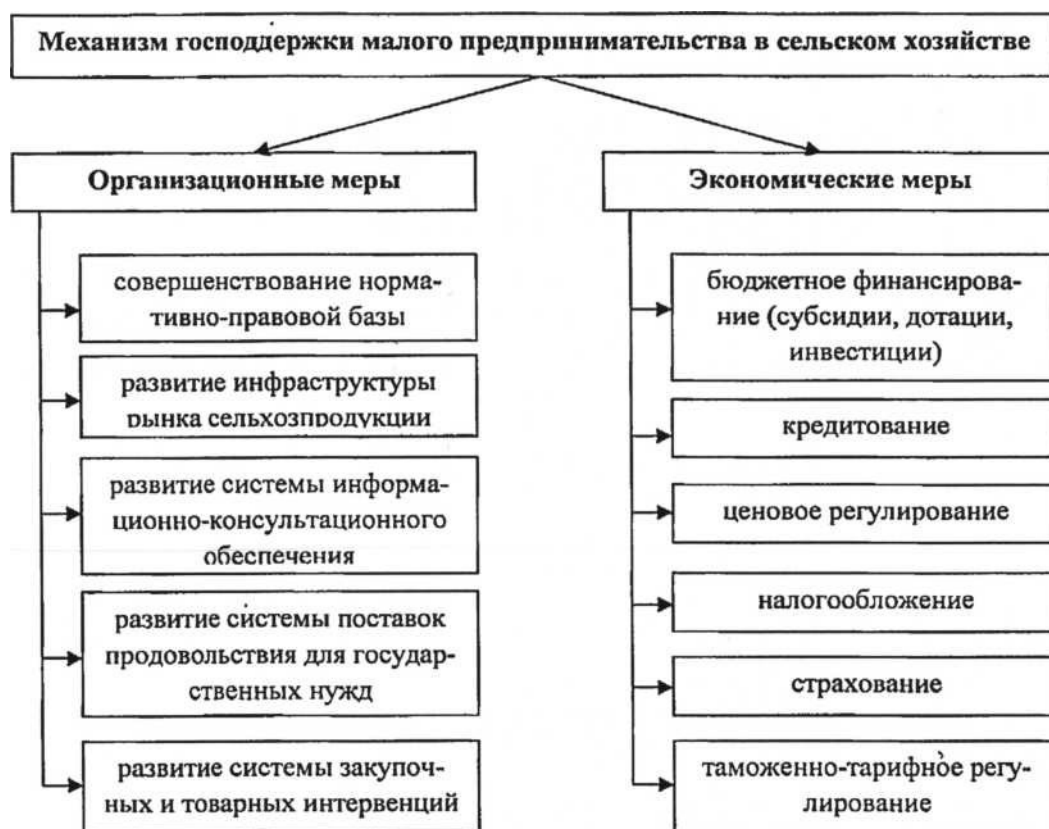 Механизм господдержки малого предпринимательства в сельском хозяйстве
Организационные меры
совершенствование норма-
тивно-правовой базы
развитие инфраструктуры
рынка сельхозпродукции
развитие системы информа-
ционно-консультационного
обеспечения
развитие системы поставок
продовольствия для государ-
ственных нужд
развитие системы закупоч-
ных и товарных интервенций
Экономические меры
бюджетное финансирова-
ние (субсидии, дотации,
инвестиции)
кредитование
ценовое регулирование
налогообложение
страхование
таможенно-тарифное регу-
лирование